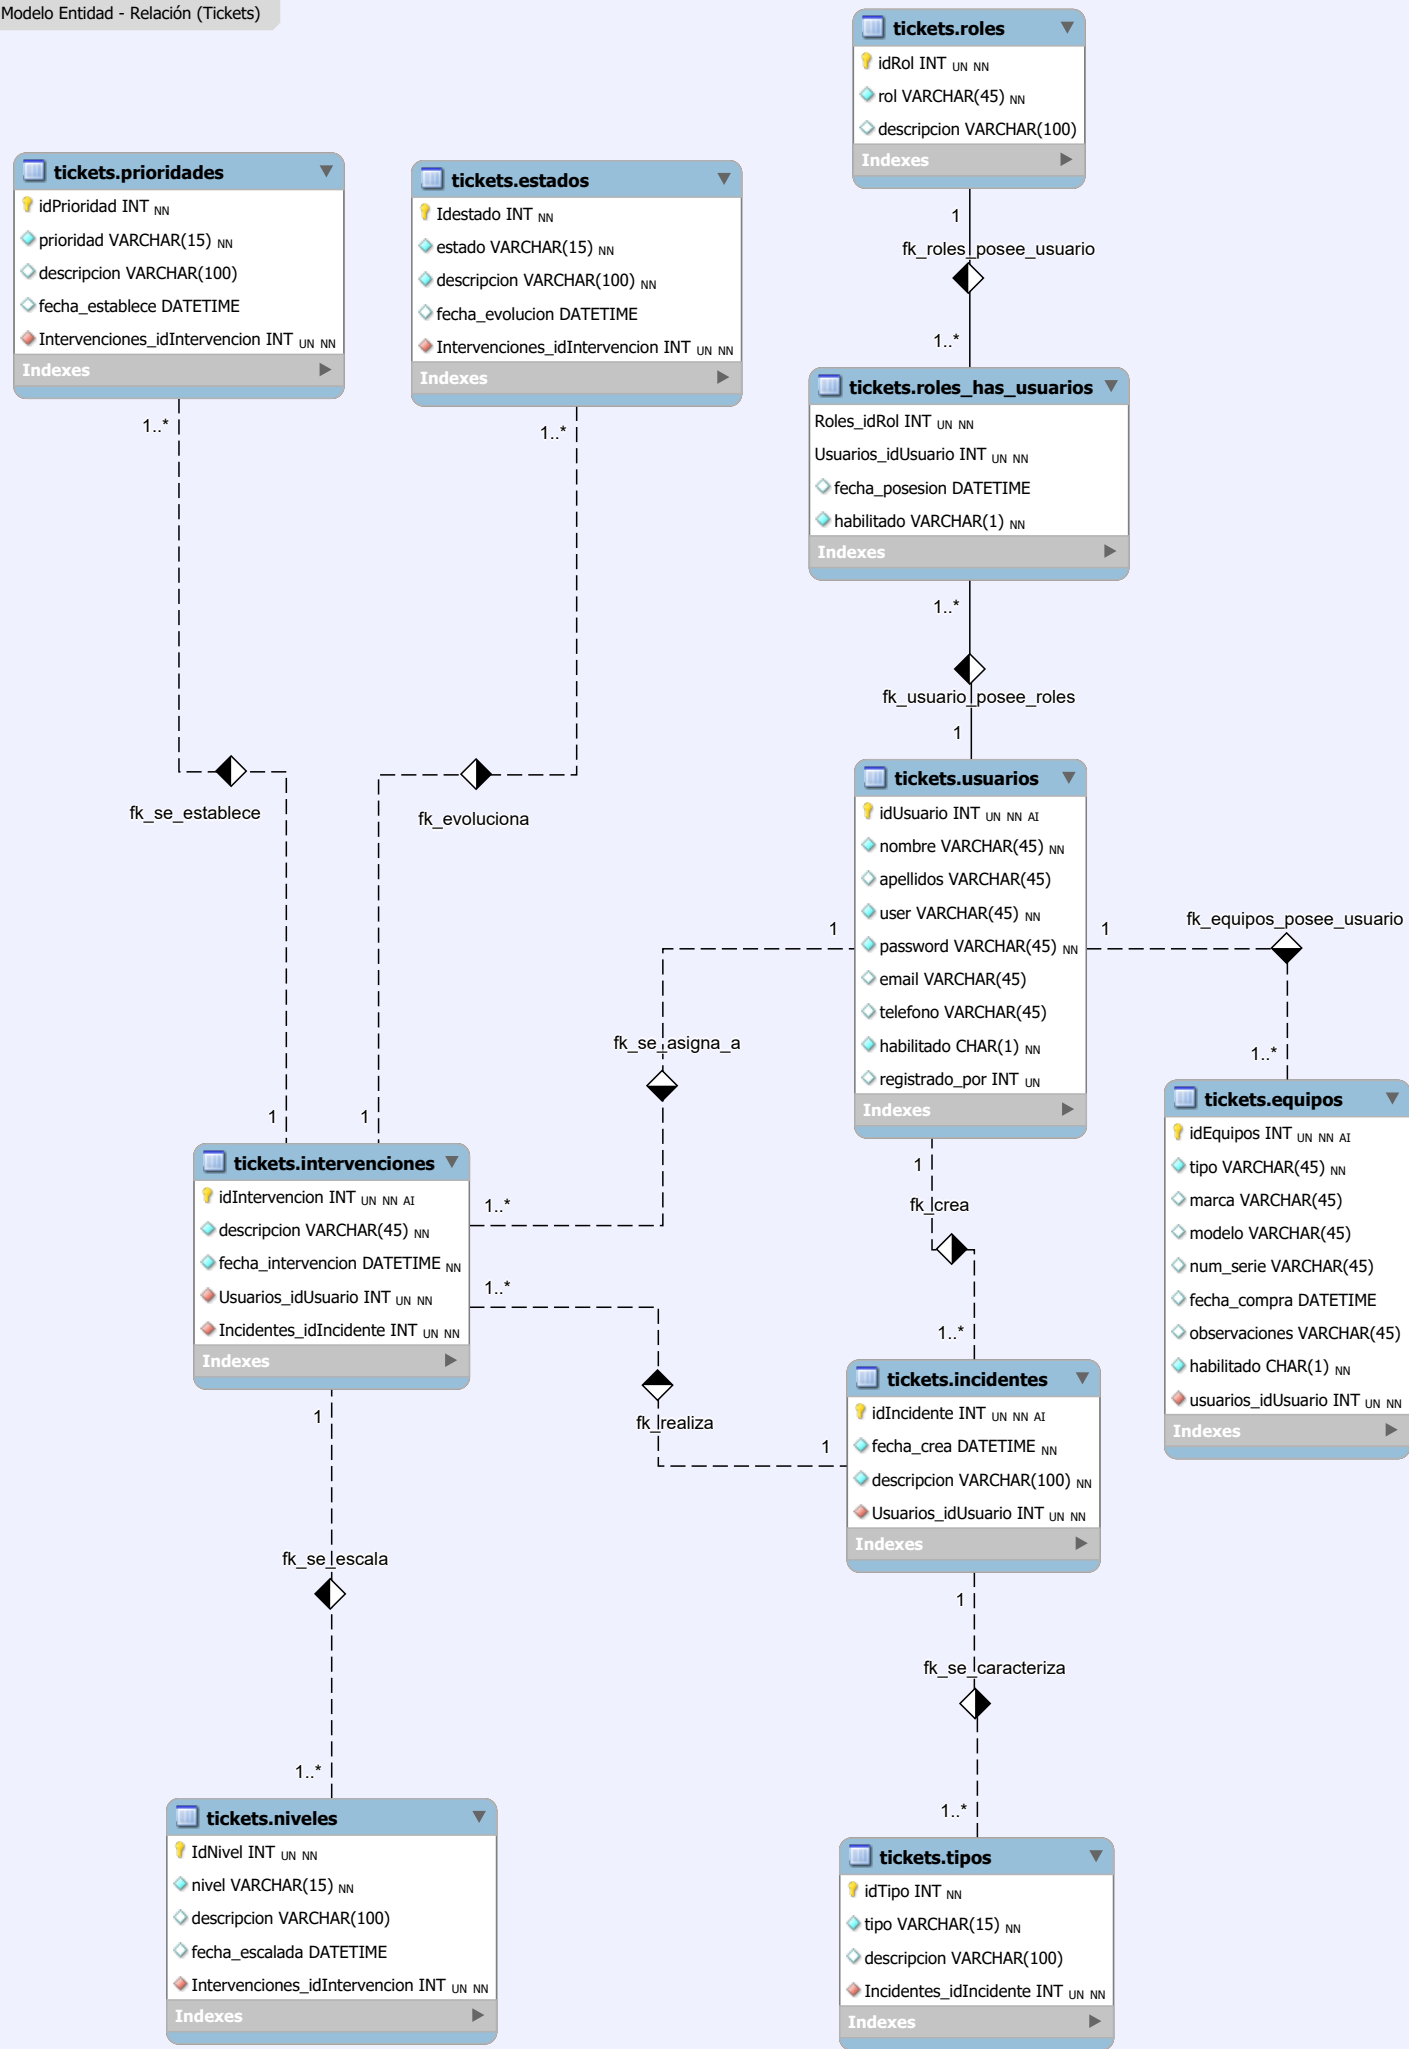 Modelo Entidad - Relación (Tickets)
tickets.roles
idRol INT UN NN
rol VARCHAR(45) NN
descripcion VARCHAR(100)
Indexes
1
fk_roles_posee_usuario
1..*
tickets.prioridades
idPrioridad INT NN
prioridad VARCHAR(15) NN
descripcion VARCHAR(100)
fecha_establece DATETIME
Intervenciones_idIntervencion INT UN NN
Indexes
1..*
fk_se_establece
1
tickets.estados
Idestado INT NN
estado VARCHAR(15) NN
descripcion VARCHAR(100) NN
fecha_evolucion DATETIME
Intervenciones_idIntervencion INT UN NN
Indexes
1..*
fk_evoluciona
1
tickets.roles_has_usuarios
Roles_idRol INT UN NN
Usuarios_idUsuario INT UN NN
fecha_posesion DATETIME
habilitado VARCHAR(1) NN
Indexes
1..*
fk_usuario_posee_roles
1
tickets.usuarios
idUsuario INT UN NN AI
nombre VARCHAR(45) NN
apellidos VARCHAR(45)
user VARCHAR(45) NN
password VARCHAR(45) NN
email VARCHAR(45)
telefono VARCHAR(45)
habilitado CHAR(1) NN
registrado_por INT UN
Indexes
1
fk_equipos_posee_usuario
1..*
1
fk_se_asigna_a
1..*
tickets.equipos
idEquipos INT UN NN AI
tipo VARCHAR(45) NN
marca VARCHAR(45)
modelo VARCHAR(45)
num_serie VARCHAR(45)
fecha_compra DATETIME
observaciones VARCHAR(45)
habilitado CHAR(1) NN
usuarios_idUsuario INT UN NN
Indexes
tickets.intervenciones
idIntervencion INT UN NN AI
descripcion VARCHAR(45) NN
fecha_intervencion DATETIME NN
Usuarios_idUsuario INT UN NN
Incidentes_idIncidente INT UN NN
Indexes
1..*
fk_realiza
1
1
fk_crea
1..*
tickets.incidentes
idIncidente INT UN NN AI
fecha_crea DATETIME NN
descripcion VARCHAR(100) NN
Usuarios_idUsuario INT UN NN
Indexes
1
fk_se_escala
1..*
1
fk_se_caracteriza
1..*
tickets.niveles
IdNivel INT UN NN
nivel VARCHAR(15) NN
descripcion VARCHAR(100)
fecha_escalada DATETIME
Intervenciones_idIntervencion INT UN NN
Indexes
tickets.tipos
idTipo INT NN
tipo VARCHAR(15) NN
descripcion VARCHAR(100)
Incidentes_idIncidente INT UN NN
Indexes